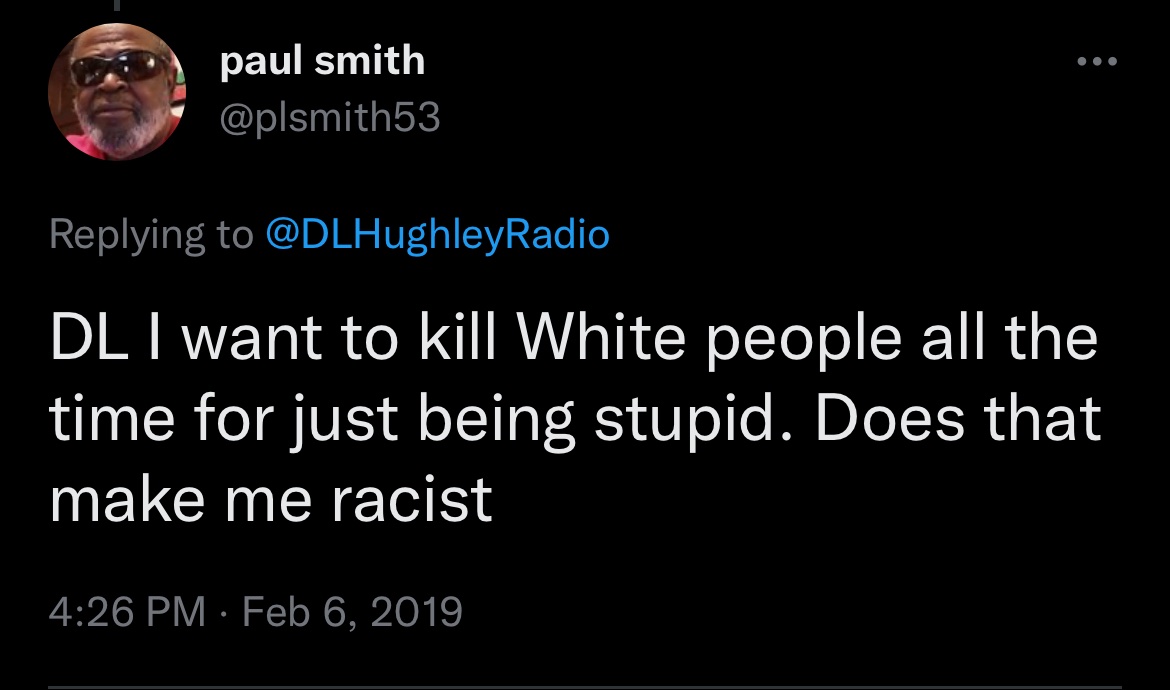 paul smith
@plsmith53
Replying to @DLHughleyRadio
DL I want to kill White people all the
time for just being stupid. Does that
make me racist
4:26 PM · Feb 6, 2019